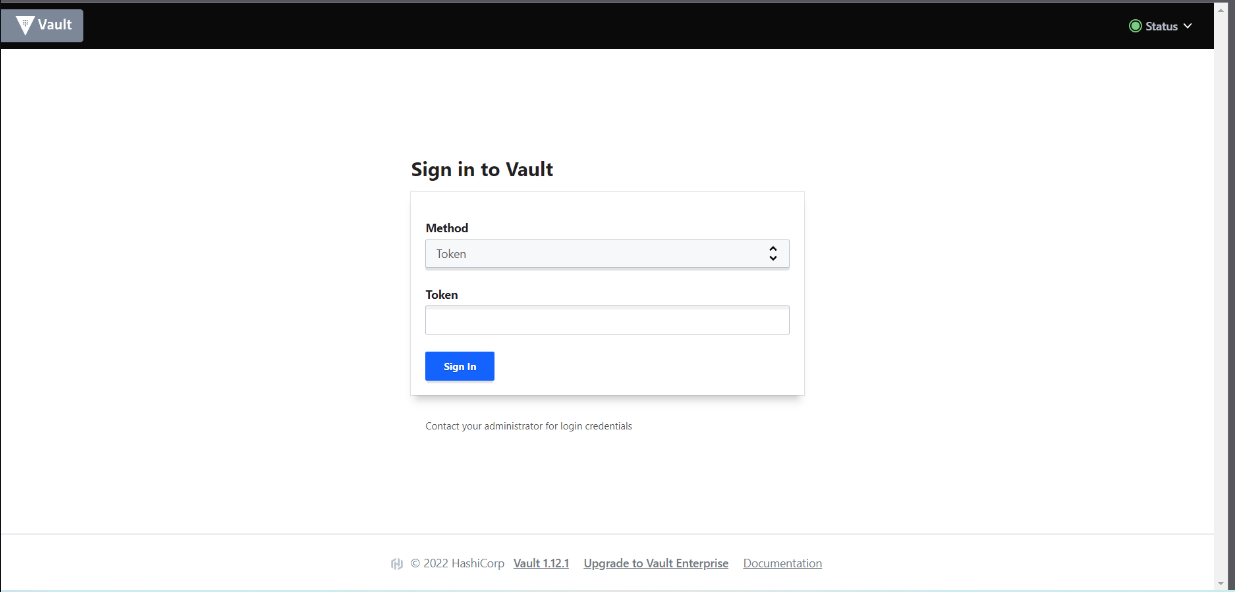 Vault
Status
Sign in to Vault
Method
Token
Token
Sign In
Contact your administrator for login credentials
© 2022 HashiCorp Vault 1.12.1 Upgrade to Vault Enterprise Documentation